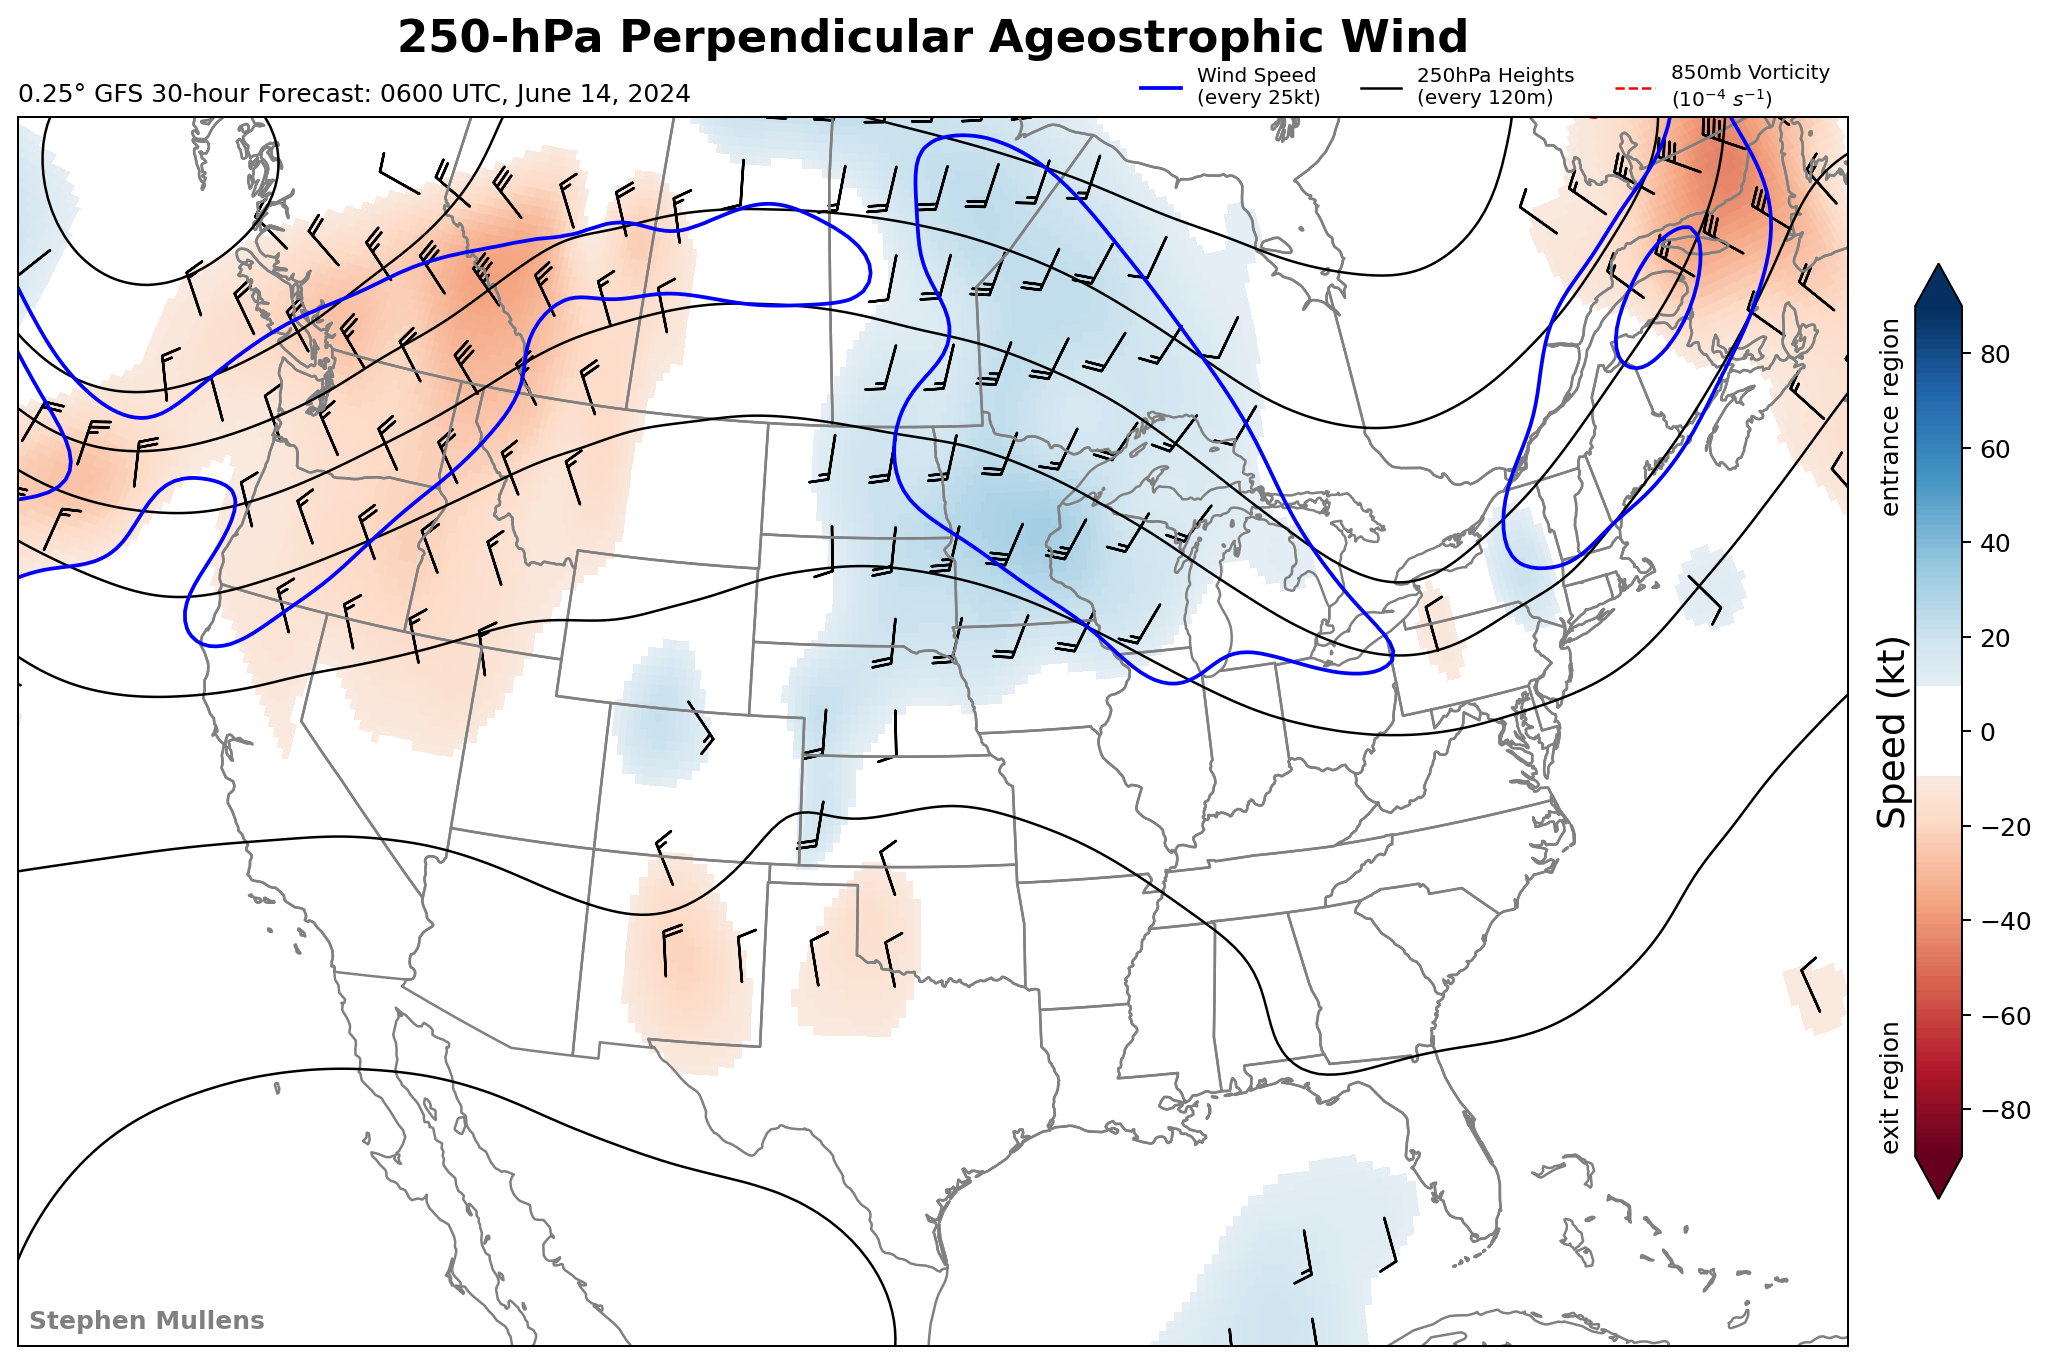 250-hPa Perpendicular Ageostrophic Wind
0.25° GFS 30-hour Forecast: 0600 UTC, June 14, 2024
Wind Speed
(every 25kt)
250hPa Heights
(every 120m)
850mb Vorticity
(10⁻⁴ s⁻¹)
entrance region
Speed (kt)
exit region
80
60
40
20
0
−20
−40
−60
−80
Stephen Mullens